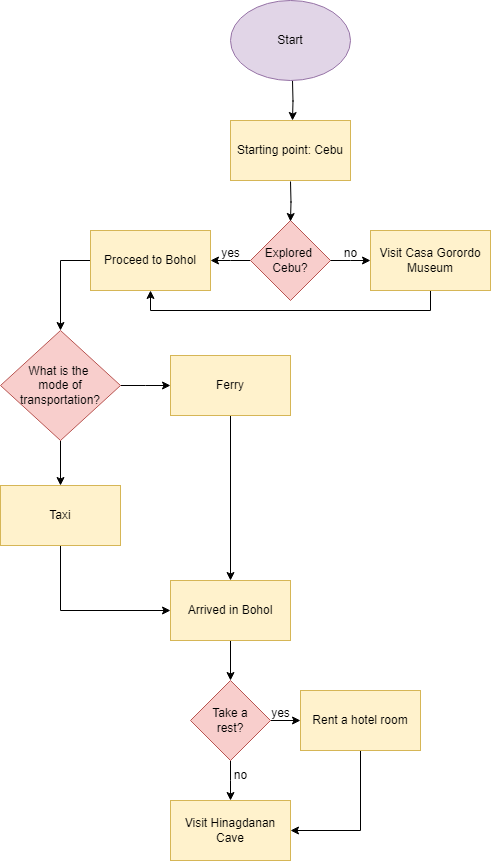 Start
Starting point: Cebu
Explored
Cebu?
yes
no
Proceed to Bohol
Visit Casa Gorordo
Museum
What is the
mode of
transportation?
Ferry
Taxi
Arrived in Bohol
Take a
rest?
yes
Rent a hotel room
no
Visit Hinagdanan
Cave